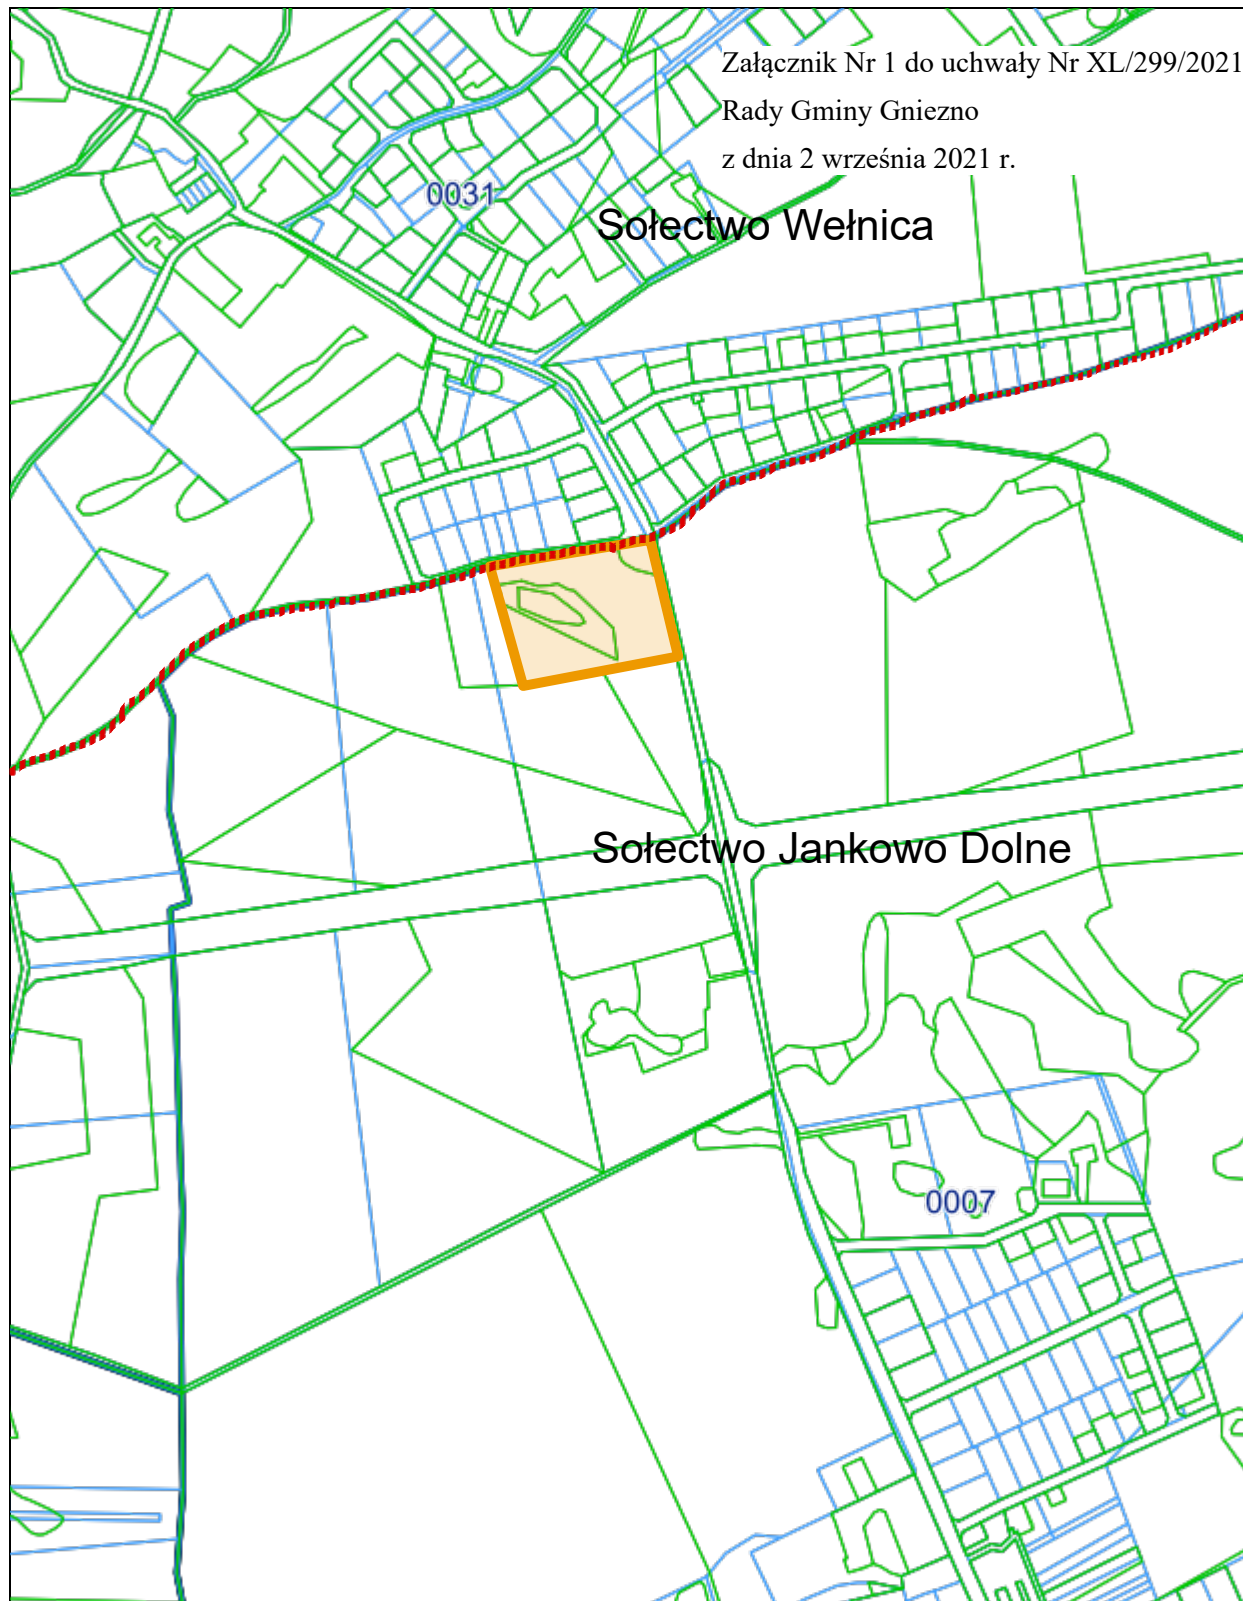 Załącznik Nr 1 do uchwały Nr XL/299/2021
Rady Gminy Gniezno
z dnia 2 września 2021 r.
0031
Sołectwo Wełnica
Sołectwo Jankowo Dolne
0007